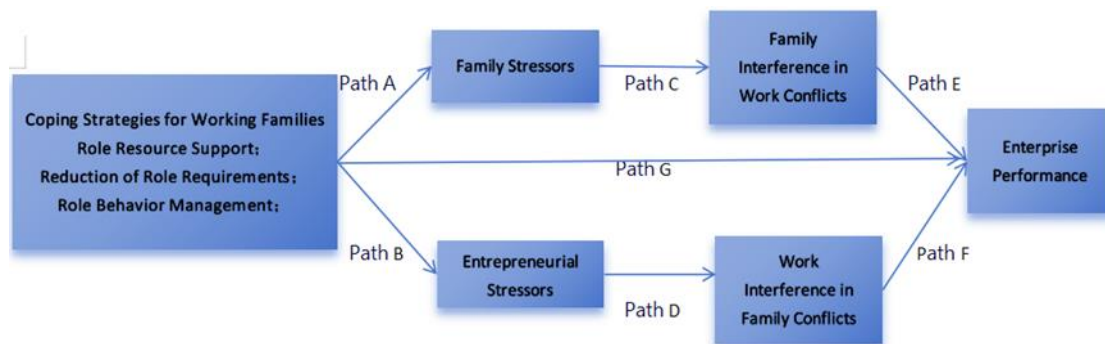 Coping Strategies for Working Families
Role Resource Support;
Reduction of Role Requirements;
Role Behavior Management;
Path A
Family Stressors
Path C
Family
Interference in
Work Conflicts
Path E
Path G
Enterprise
Performance
Path B
Entrepreneurial
Stressors
Path D
Work
Interference in
Family Conflicts
Path F